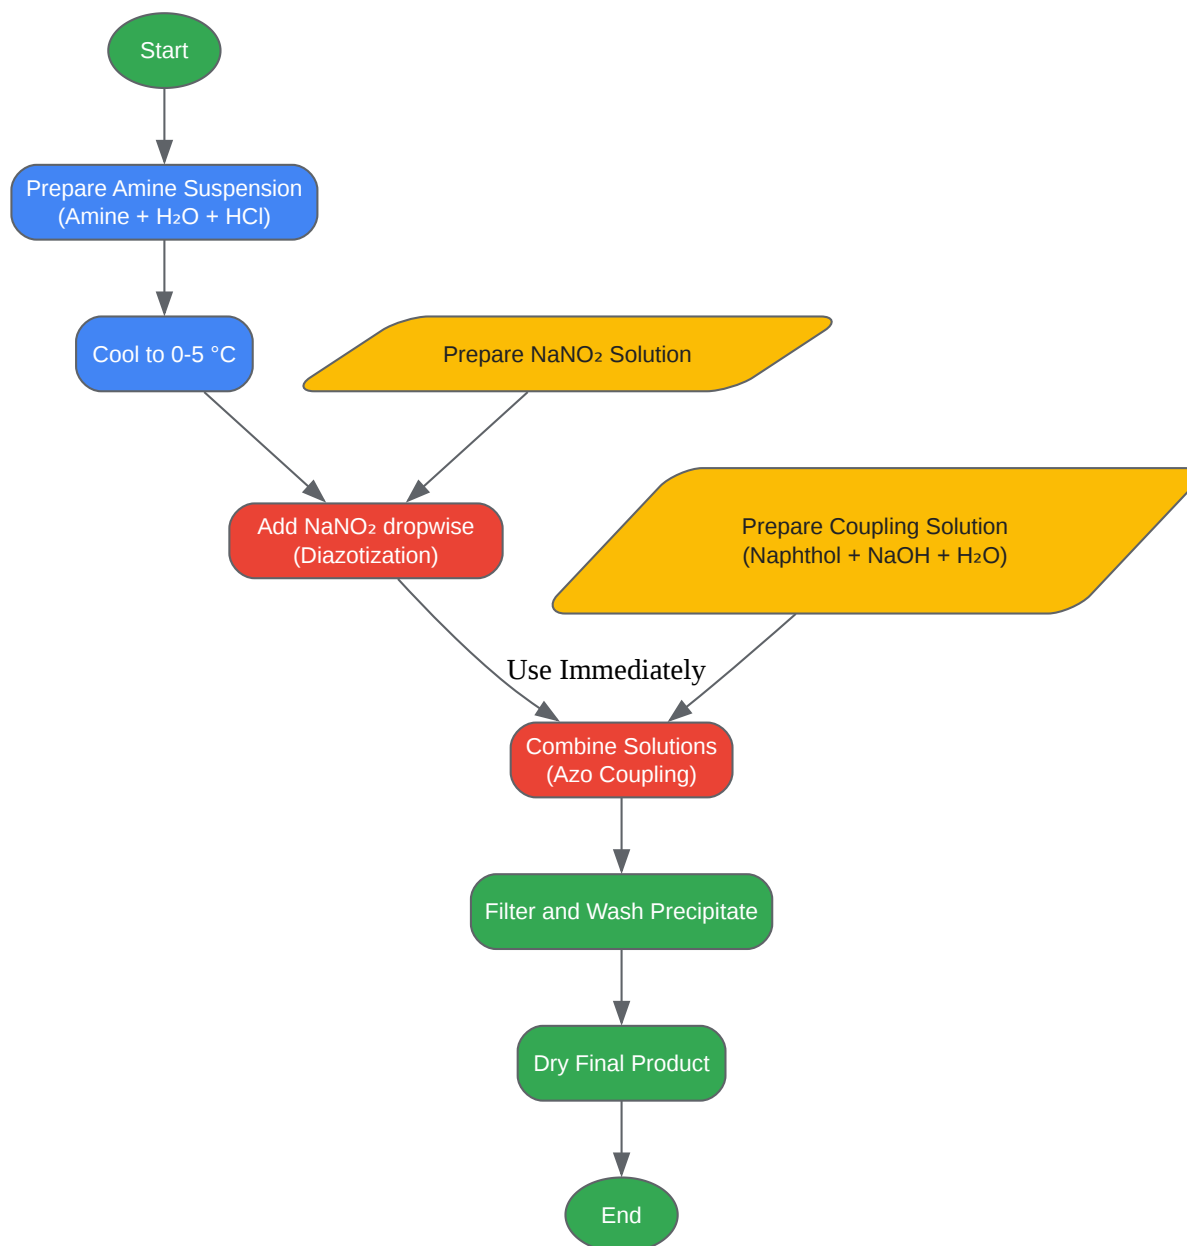 Start
Prepare Amine Suspension
(Amine + H₂O + HCl)
Cool to 0-5 °C
Prepare NaNO₂ Solution
Add NaNO₂ dropwise
(Diazotization)
Prepare Coupling Solution
(Naphthol + NaOH + H₂O)
Use Immediately
Combine Solutions
(Azo Coupling)
Filter and Wash Precipitate
Dry Final Product
End